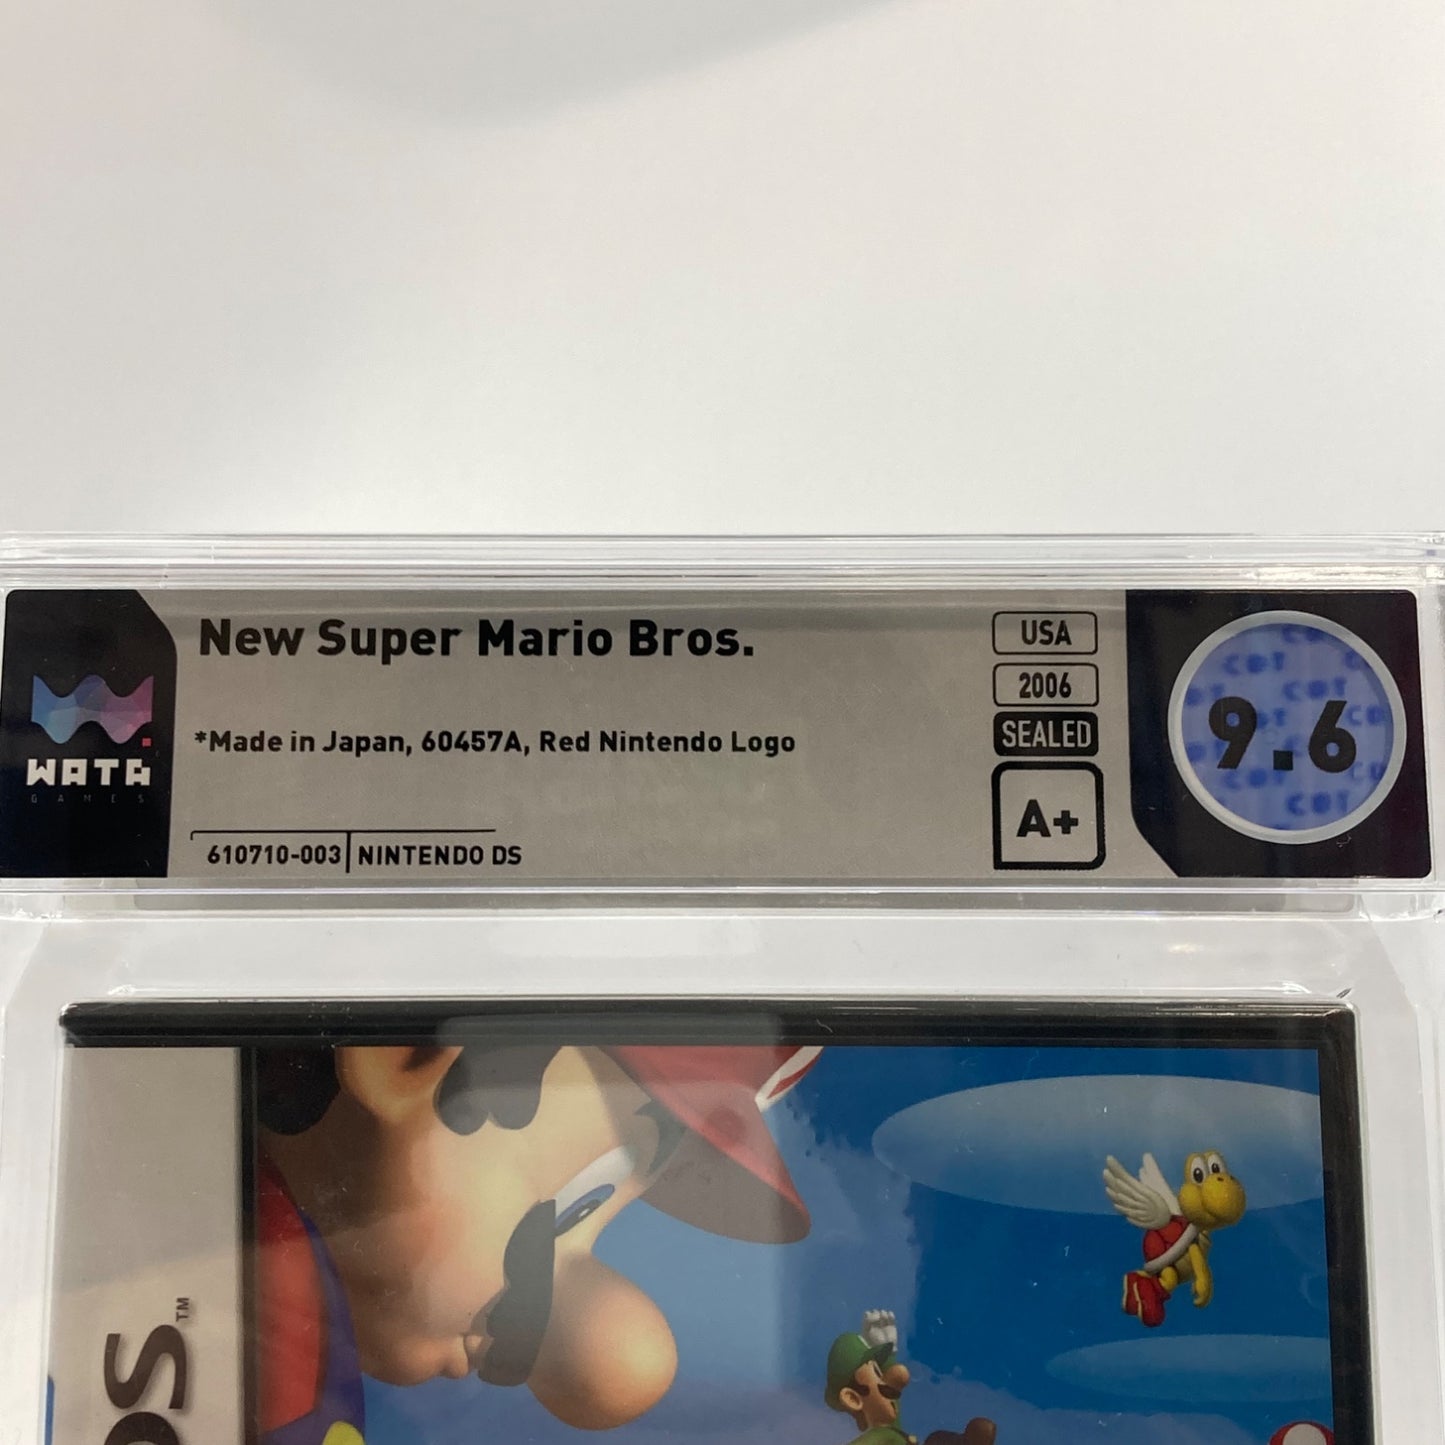 WATA
GAMES
New Super Mario Bros.
*Made in Japan, 60457A, Red Nintendo Logo
610710-003 NINTENDO DS
USA
2006
SEALED
A+
9.6
DS™